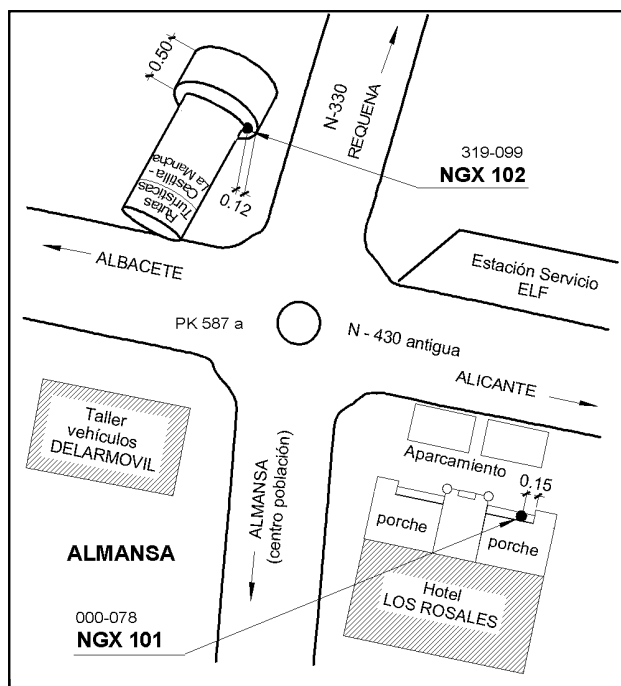 0.50
N-330
REQUENA
319-099
NGX 102
0.12
Rutas
Turísticas
Castilla -
La Mancha
ALBACETE
Estación Servicio
ELF
PK 587 a
N - 430 antigua
ALICANTE
Taller
vehículos
DELARMOVIL
ALMANSA
(centro población)
Aparcamiento
0.15
porche
porche
ALMANSA
Hotel
LOS ROSALES
000-078
NGX 101